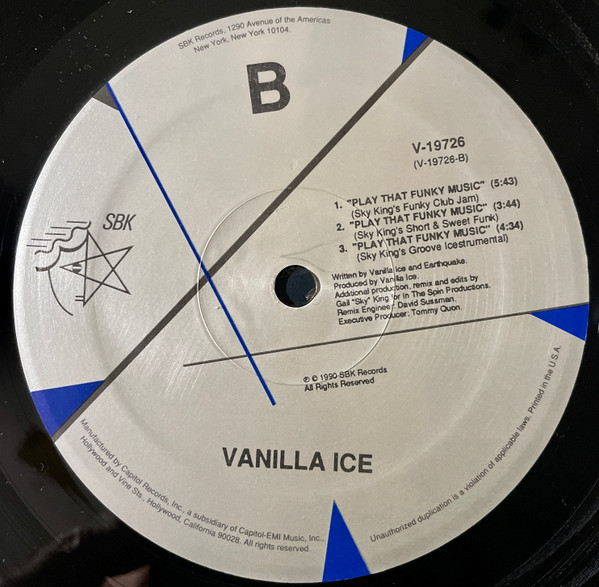 SBK Records, 1290 Avenue of the Americas
New York, New York 10104.
B
V-19726
(V-19726-B)
1. "PLAY THAT FUNKY MUSIC" (5:43)
(Sky King's Funky Club Jam)
2. "PLAY THAT FUNKY MUSIC" (3:44)
(Sky King's Short & Sweet Funk)
3. "PLAY THAT FUNKY MUSIC" (4:34)
(Sky King's Groove Icestrumental)
SBK
Written by Vanilla Ice and Earthquake.
Produced by Vanilla Ice.
Additional production, remix and edits by
Gail "Sky" King for In The Spin Productions.
Remix Engineer: David Sussman.
Executive Producer: Tommy Quon.
℗ © 1990 SBK Records
All Rights Reserved
VANILLA ICE
Manufactured by Capitol Records, Inc., a subsidiary of Capitol-EMI Music, Inc.,
Hollywood and Vine Sts., Hollywood, California 90028. All rights reserved.
Unauthorized duplication is a violation of applicable laws. Printed in the U.S.A.